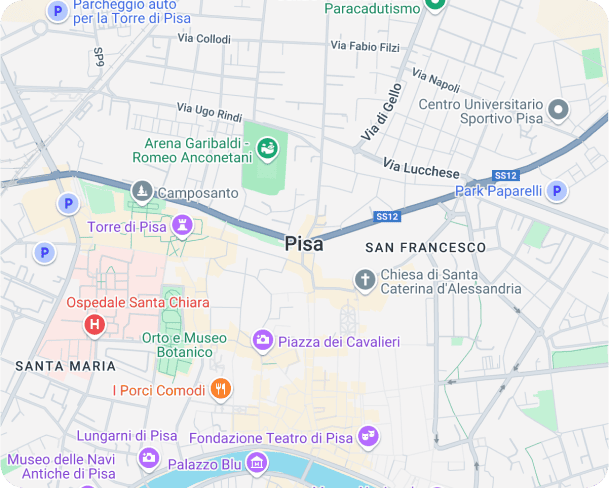 Parcheggio auto
per la Torre di Pisa
Paracadutismo
P
SP9
Via Collodi
Via Fabio Filzi
Via Napoli
Via di Gello
Centro Universitario
Sportivo Pisa
Via Ugo Rindi
Arena Garibaldi -
Romeo Anconetani
Via Lucchese
SS12
Park Paparelli
P
Camposanto
P
SS12
Torre di Pisa
Pisa
SAN FRANCESCO
P
Chiesa di Santa
Caterina d'Alessandria
Ospedale Santa Chiara
H
Orto e Museo
Botanico
Piazza dei Cavalieri
SANTA MARIA
I Porci Comodi
Lungarni di Pisa
Fondazione Teatro di Pisa
Museo delle Navi
Antiche di Pisa
Palazzo Blu